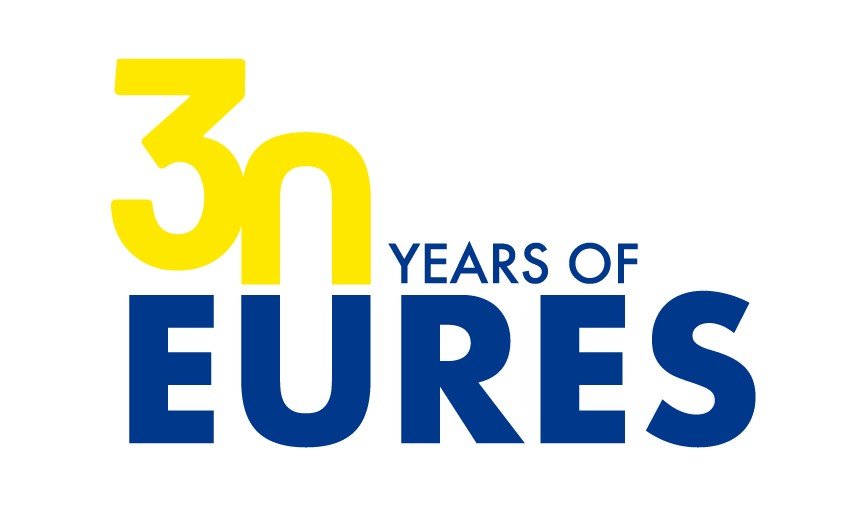 30
YEARS OF
EURES